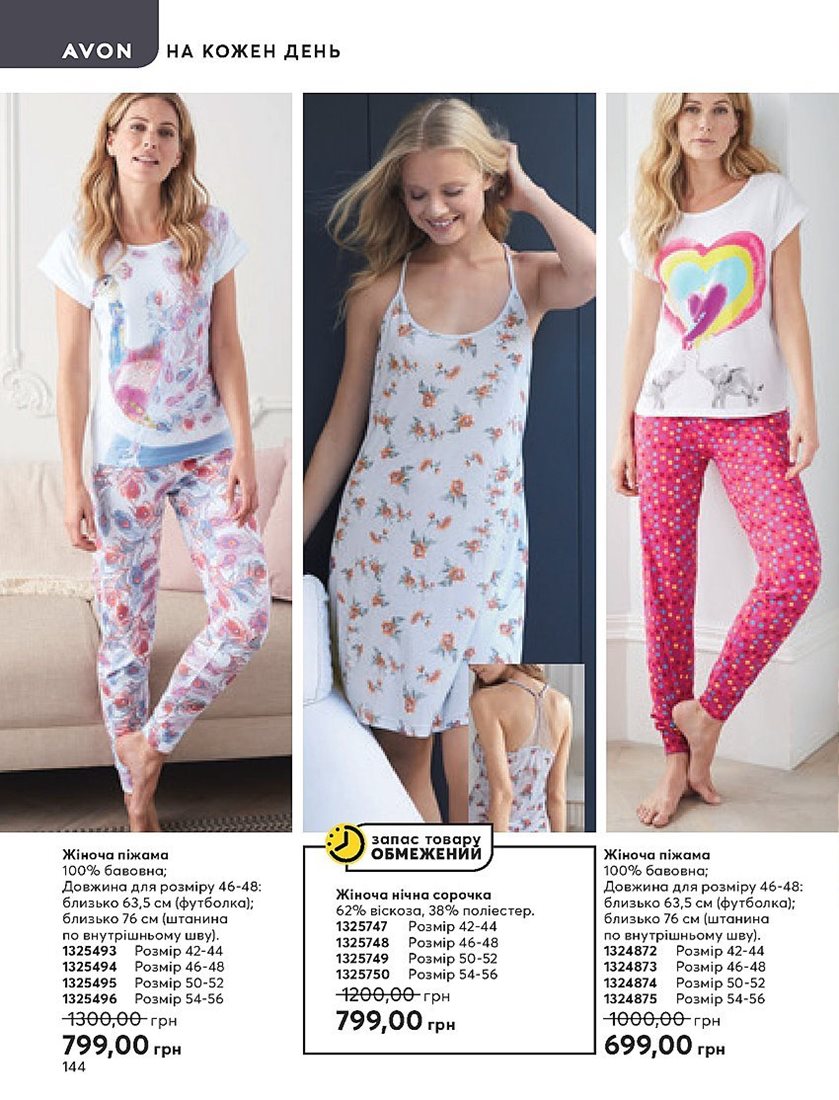 AVON НА КОЖЕН ДЕНЬ
Жіноча піжама
100% бавовна;
Довжина для розміру 46-48:
близько 63,5 см (футболка);
близько 76 см (штанина
по внутрішньому шву).
1325493 Розмір 42-44
1325494 Розмір 46-48
1325495 Розмір 50-52
1325496 Розмір 54-56
1300,00 грн
799,00 грн
144
запас товару
ОБМЕЖЕНИЙ
Жіноча нічна сорочка
62% віскоза, 38% поліестер.
1325747 Розмір 42-44
1325748 Розмір 46-48
1325749 Розмір 50-52
1325750 Розмір 54-56
1200,00 грн
799,00 грн
Жіноча піжама
100% бавовна;
Довжина для розміру 46-48:
близько 63,5 см (футболка);
близько 76 см (штанина
по внутрішньому шву).
1324872 Розмір 42-44
1324873 Розмір 46-48
1324874 Розмір 50-52
1324875 Розмір 54-56
1000,00 грн
699,00 грн